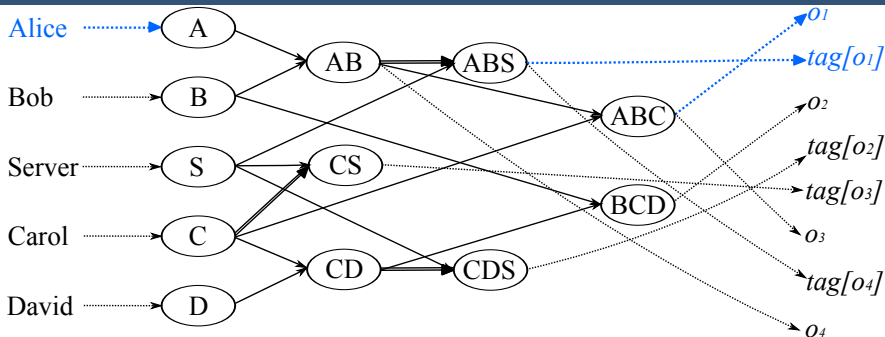 Alice
A
o1
AB
ABS
tag[o1]
Bob
B
o2
ABC
tag[o2]
Server
S
CS
tag[o3]
BCD
Carol
C
o3
CD
CDS
tag[o4]
David
D
o4